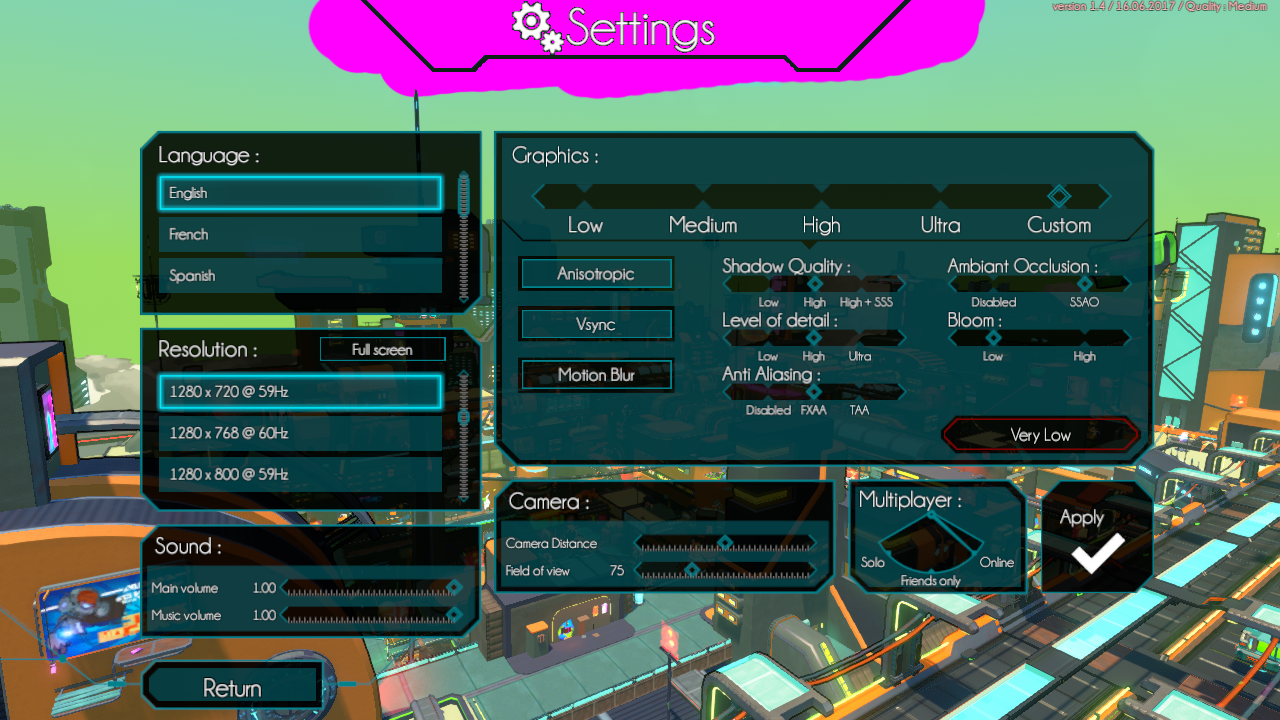 version 1.4 / 16.06.2017 / Quality : Medium
Settings
Language :
English
French
Spanish
Resolution :
Full screen
1280 x 720 @ 59Hz
1280 x 768 @ 60Hz
1280 x 800 @ 59Hz
Sound :
Main volume 1.00
Music volume 1.00
Return
Graphics :
Low Medium High Ultra Custom
Anisotropic
Vsync
Motion Blur
Shadow Quality :
Low High High + SSS
Level of detail :
Low High Ultra
Anti Aliasing :
Disabled FXAA TAA
Ambiant Occlusion :
Disabled SSAO
Bloom :
Low High
Very Low
Camera :
Camera Distance
Field of view 75
Multiplayer :
Solo Online
Friends only
Apply